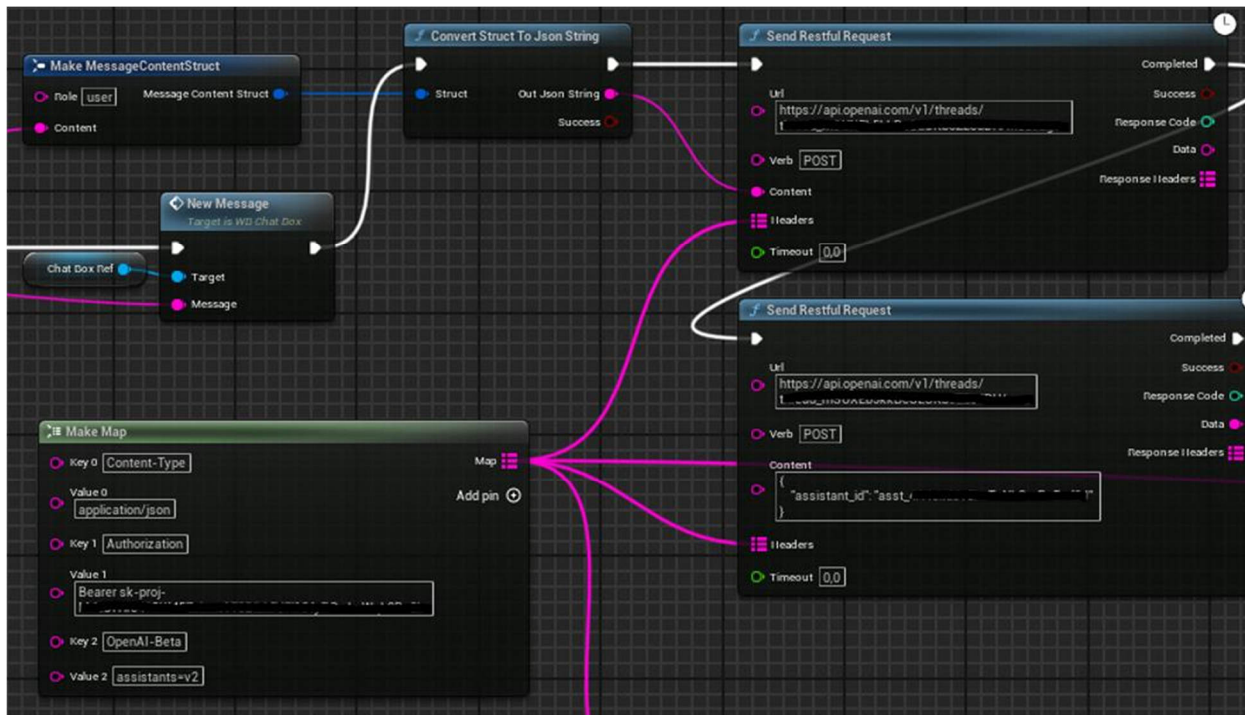 Make MessageContentStruct
Role user
Message Content Struct
Content
Convert Struct To Json String
Struct
Out Json String
Success
Send Restful Request
Completed
Url
https://api.openai.com/v1/threads/
Success
Response Code
Verb POST
Data
Content
Response Headers
Headers
Timeout 0,0
New Message
Target is WB Chat Box
Chat Box Ref
Target
Message
Send Restful Request
Completed
Url
https://api.openai.com/v1/threads/
Success
Response Code
Verb POST
Data
Content
Response Headers
{
"assistant_id": "asst_
}
Headers
Timeout 0,0
Make Map
Key 0 Content-Type
Map
Value 0
application/json
Add pin
Key 1 Authorization
Value 1
Bearer sk-proj-
Key 2 OpenAI-Beta
Value 2 assistants=v2